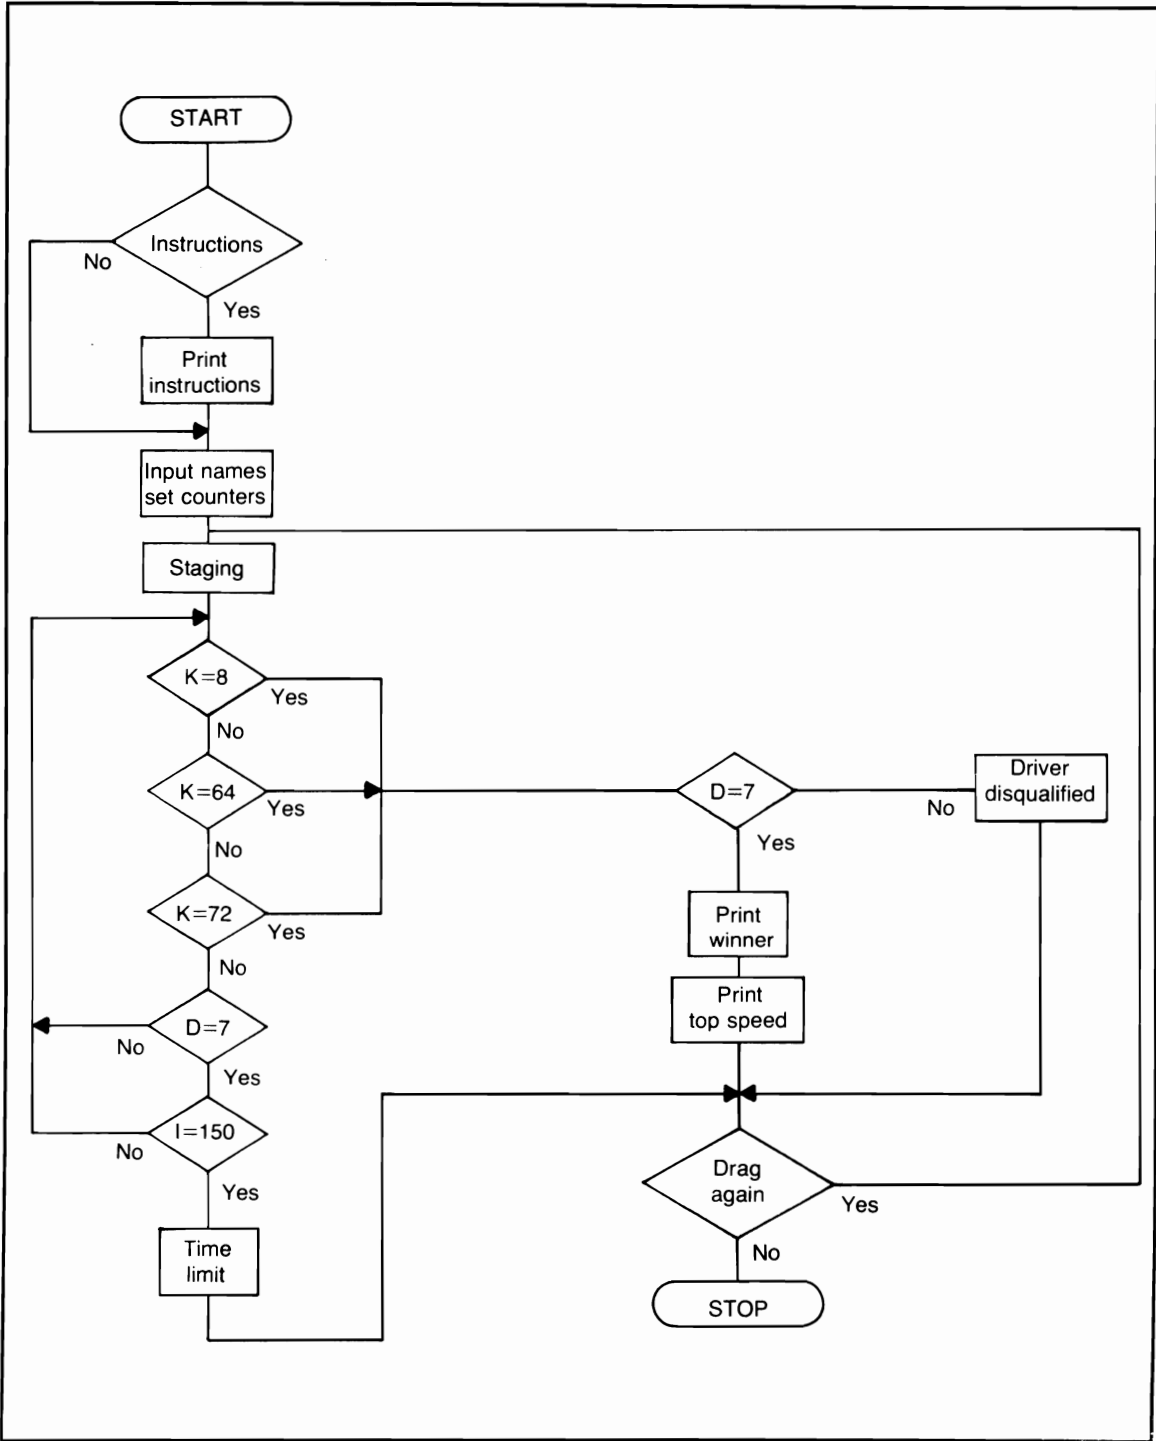 START
Instructions
No
Yes
Print
instructions
Input names
set counters
Staging
K=8
Yes
No
K=64
Yes
No
K=72
Yes
No
D=7
No
Yes
I=150
No
Yes
Time
limit
D=7
No
Yes
Driver
disqualified
Print
winner
Print
top speed
Drag
again
Yes
No
STOP